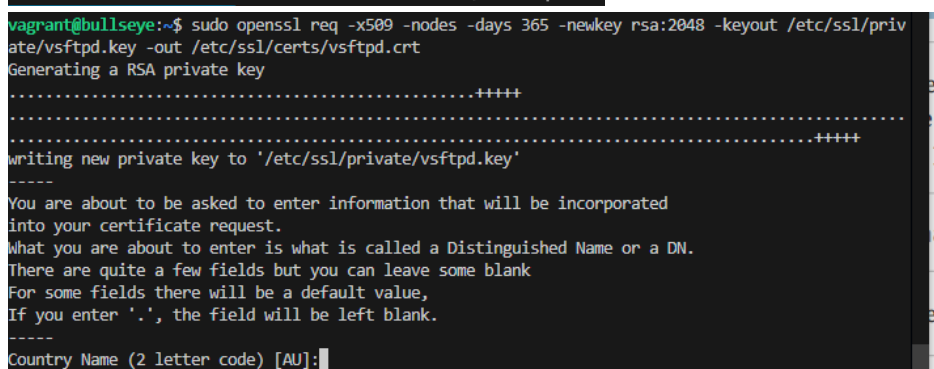 vagrant@bullseye:~$ sudo openssl req -x509 -nodes -days 365 -newkey rsa:2048 -keyout /etc/ssl/priv
ate/vsftpd.key -out /etc/ssl/certs/vsftpd.crt
Generating a RSA private key
...................................................+++++
....................................................................................................
..........................................................................................+++++
writing new private key to '/etc/ssl/private/vsftpd.key'
-----
You are about to be asked to enter information that will be incorporated
into your certificate request.
What you are about to enter is what is called a Distinguished Name or a DN.
There are quite a few fields but you can leave some blank
For some fields there will be a default value,
If you enter '.', the field will be left blank.
-----
Country Name (2 letter code) [AU]: